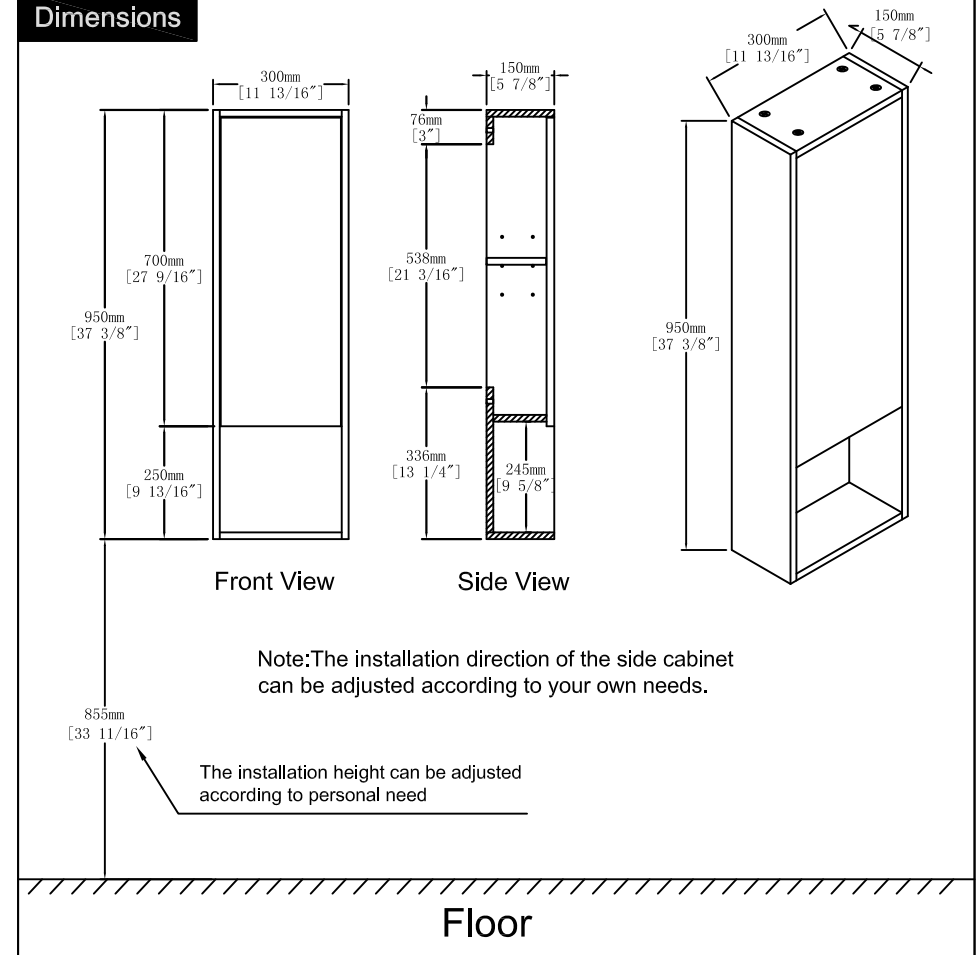 Dimensions
300mm
[11 13/16″]
700mm
[27 9/16″]
950mm
[37 3/8″]
250mm
[9 13/16″]
Front View
150mm
[5 7/8″]
76mm
[3″]
538mm
[21 3/16″]
336mm
[13 1/4″]
245mm
[9 5/8″]
Side View
300mm
[11 13/16″]
150mm
[5 7/8″]
950mm
[37 3/8″]
Note:The installation direction of the side cabinet
can be adjusted according to your own needs.
855mm
[33 11/16″]
The installation height can be adjusted
according to personal need
Floor